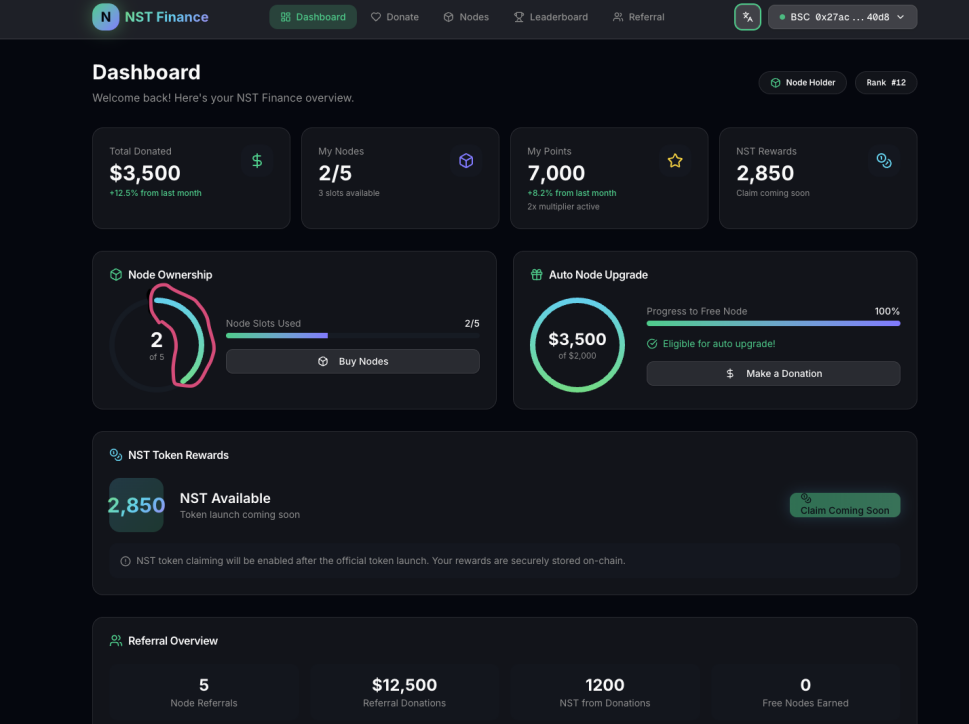 N NST Finance
Dashboard
Donate
Nodes
Leaderboard
Referral
BSC 0x27ac ... 40d8
Dashboard
Welcome back! Here's your NST Finance overview.
Node Holder
Rank #12
Total Donated
$3,500
+12.5% from last month
My Nodes
2/5
3 slots available
My Points
7,000
+8.2% from last month
2x multiplier active
NST Rewards
2,850
Claim coming soon
Node Ownership
2
of 5
Node Slots Used 2/5
Buy Nodes
Auto Node Upgrade
$3,500
of $2,000
Progress to Free Node 100%
Eligible for auto upgrade!
Make a Donation
NST Token Rewards
2,850
NST Available
Token launch coming soon
Claim Coming Soon
NST token claiming will be enabled after the official token launch. Your rewards are securely stored on-chain.
Referral Overview
5
Node Referrals
$12,500
Referral Donations
1200
NST from Donations
0
Free Nodes Earned